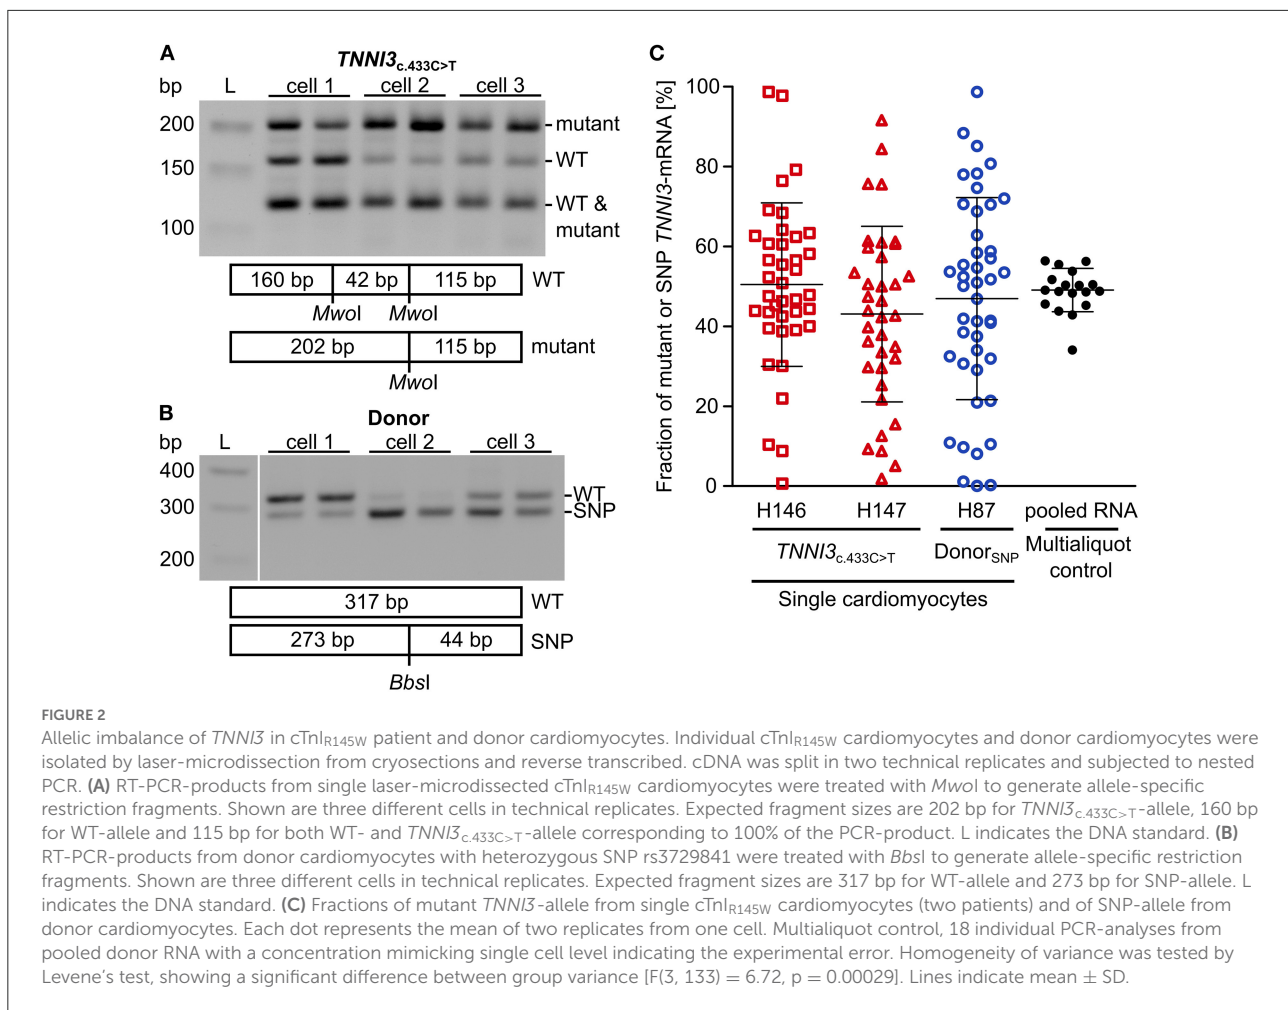 A
TNNI3c.433C>T
bp L cell 1 cell 2 cell 3
200
150
100
mutant
WT
WT &
mutant
160 bp 42 bp 115 bp WT
MwoI MwoI
202 bp 115 bp mutant
MwoI
B
Donor
bp L cell 1 cell 2 cell 3
400
300
200
WT
SNP
317 bp WT
273 bp 44 bp SNP
BbsI
C
Fraction of mutant or SNP TNNI3-mRNA [%]
100
80
60
40
20
0
H146 H147 H87 pooled RNA
TNNI3c.433C>T DonorSNP Multialiquot
control
Single cardiomyocytes
FIGURE 2
Allelic imbalance of TNNI3 in cTnIR145W patient and donor cardiomyocytes. Individual cTnIR145W cardiomyocytes and donor cardiomyocytes were
isolated by laser-microdissection from cryosections and reverse transcribed. cDNA was split in two technical replicates and subjected to nested
PCR. (A) RT-PCR-products from single laser-microdissected cTnIR145W cardiomyocytes were treated with MwoI to generate allele-specific
restriction fragments. Shown are three different cells in technical replicates. Expected fragment sizes are 202 bp for TNNI3c.433C>T-allele, 160 bp
for WT-allele and 115 bp for both WT- and TNNI3c.433C>T-allele corresponding to 100% of the PCR-product. L indicates the DNA standard. (B)
RT-PCR-products from donor cardiomyocytes with heterozygous SNP rs3729841 were treated with BbsI to generate allele-specific restriction
fragments. Shown are three different cells in technical replicates. Expected fragment sizes are 317 bp for WT-allele and 273 bp for SNP-allele. L
indicates the DNA standard. (C) Fractions of mutant TNNI3-allele from single cTnIR145W cardiomyocytes (two patients) and of SNP-allele from
donor cardiomyocytes. Each dot represents the mean of two replicates from one cell. Multialiquot control, 18 individual PCR-analyses from
pooled donor RNA with a concentration mimicking single cell level indicating the experimental error. Homogeneity of variance was tested by
Levene's test, showing a significant difference between group variance [F(3, 133) = 6.72, p = 0.00029]. Lines indicate mean ± SD.